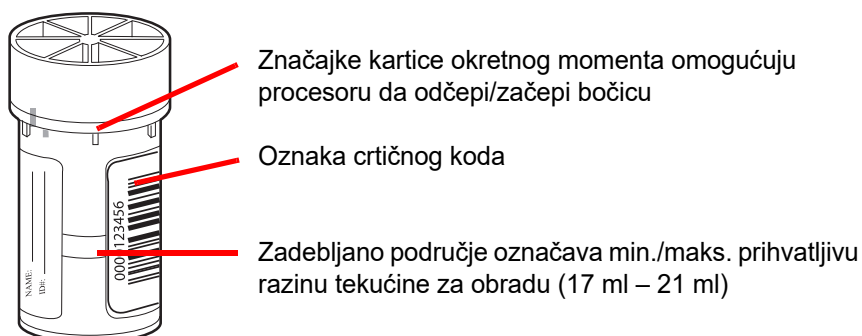 Značajke kartice okretnog momenta omogućuju
procesoru da odčepi/začepi bočicu
Oznaka crtičnog koda
Zadebljano područje označava min./maks. prihvatljivu
razinu tekućine za obradu (17 ml – 21 ml)
NAME:
ID#:
0000123456